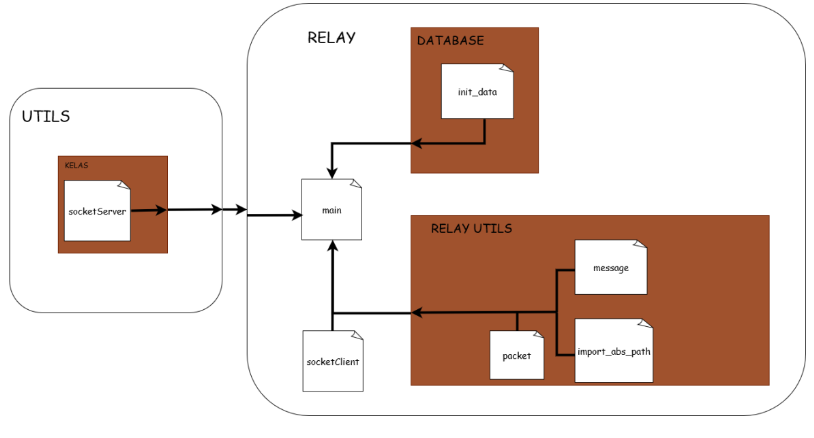 RELAY
DATABASE
init_data
UTILS
KELAS
socketServer
main
RELAY UTILS
message
socketClient
packet
import_abs_path